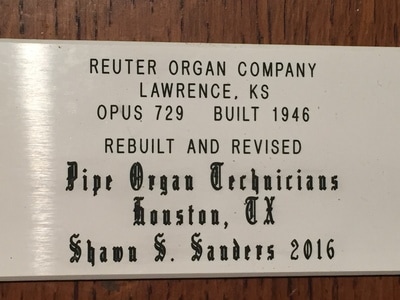 REUTER ORGAN COMPANY
LAWRENCE, KS
OPUS 729 BUILT 1946
REBUILT AND REVISED
Pipe Organ Technicians
Houston, TX
Shawn S. Sanders 2016